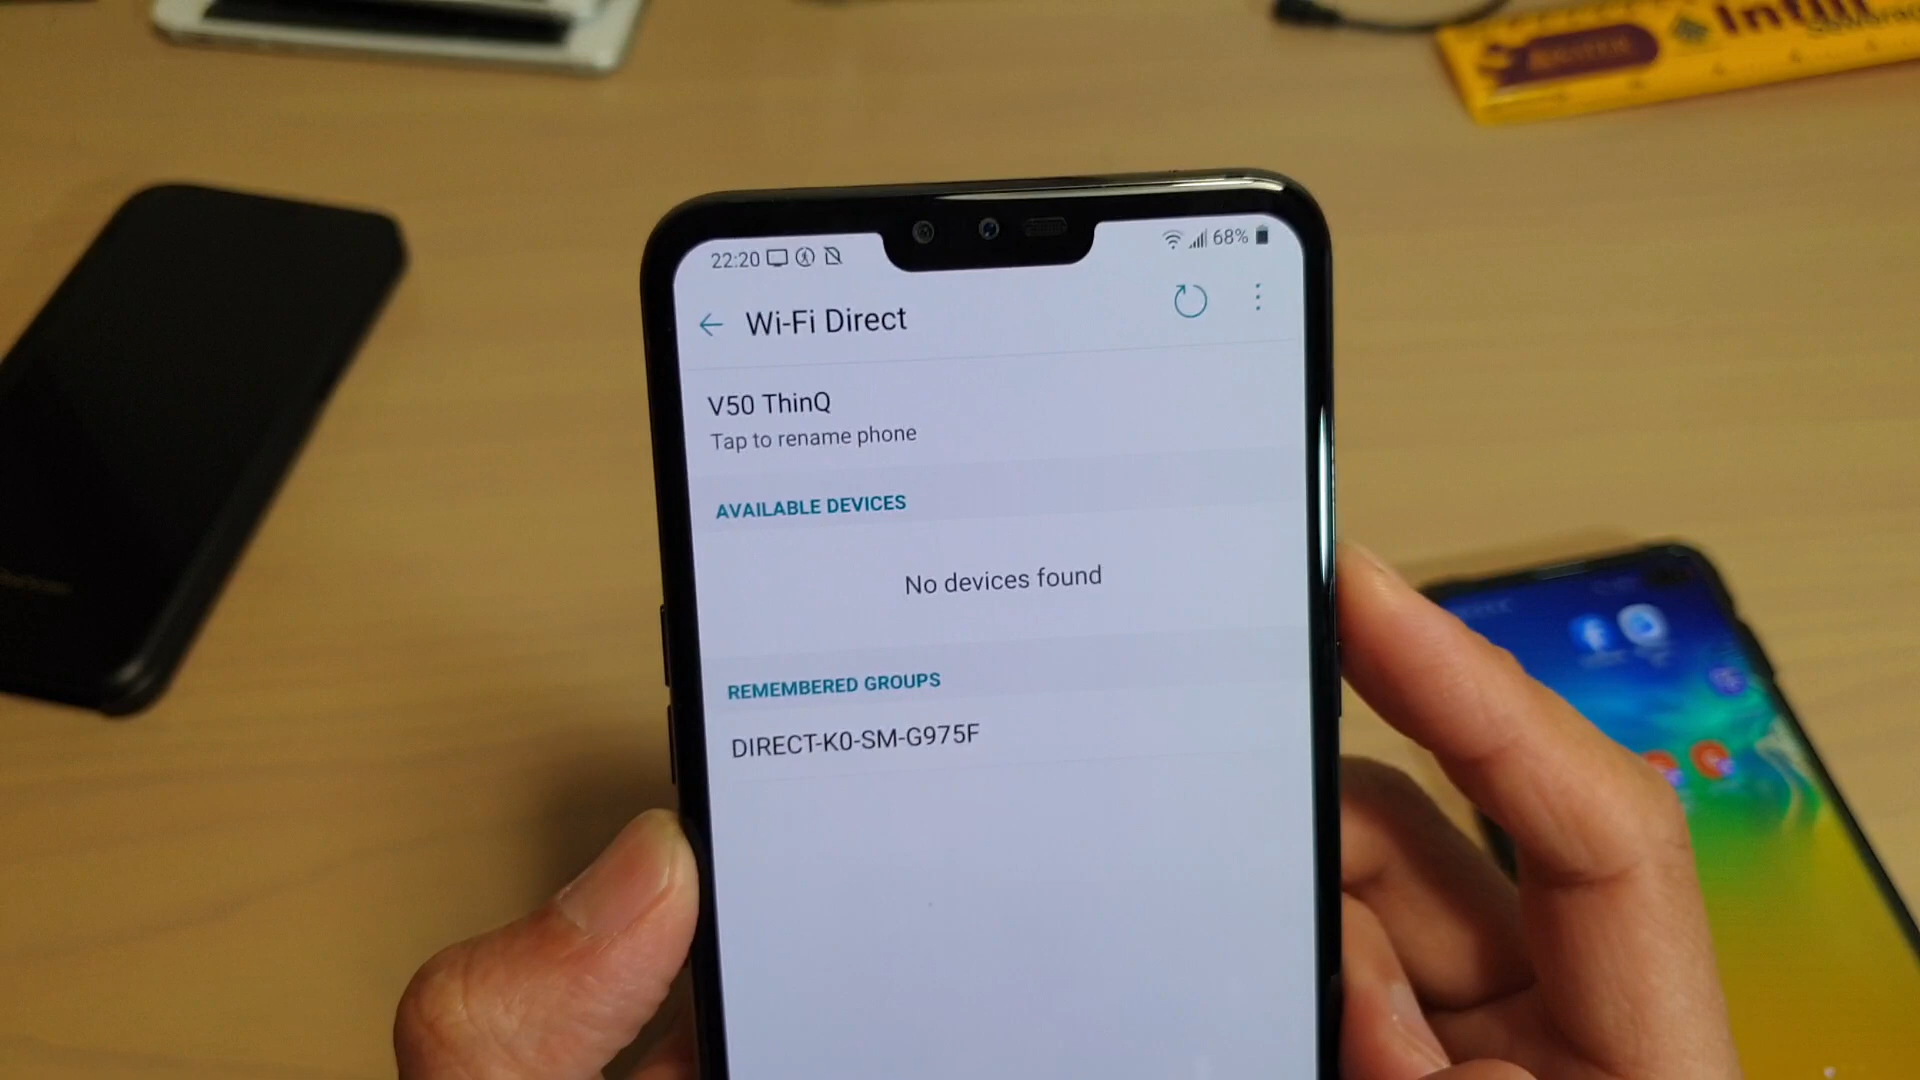 Infiii
22:20
68%
Wi-Fi Direct
V50 ThinQ
Tap to rename phone
AVAILABLE DEVICES
No devices found
REMEMBERED GROUPS
DIRECT-K0-SM-G975F